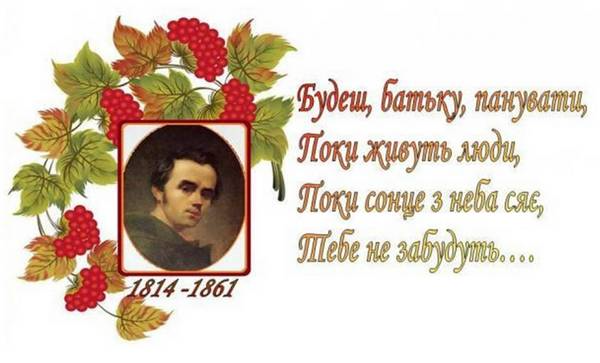 Будеш, батьку, панувати,
Поки живуть люди,
Поки сонце з неба сяє,
Тебе не забудуть....
1814 -1861